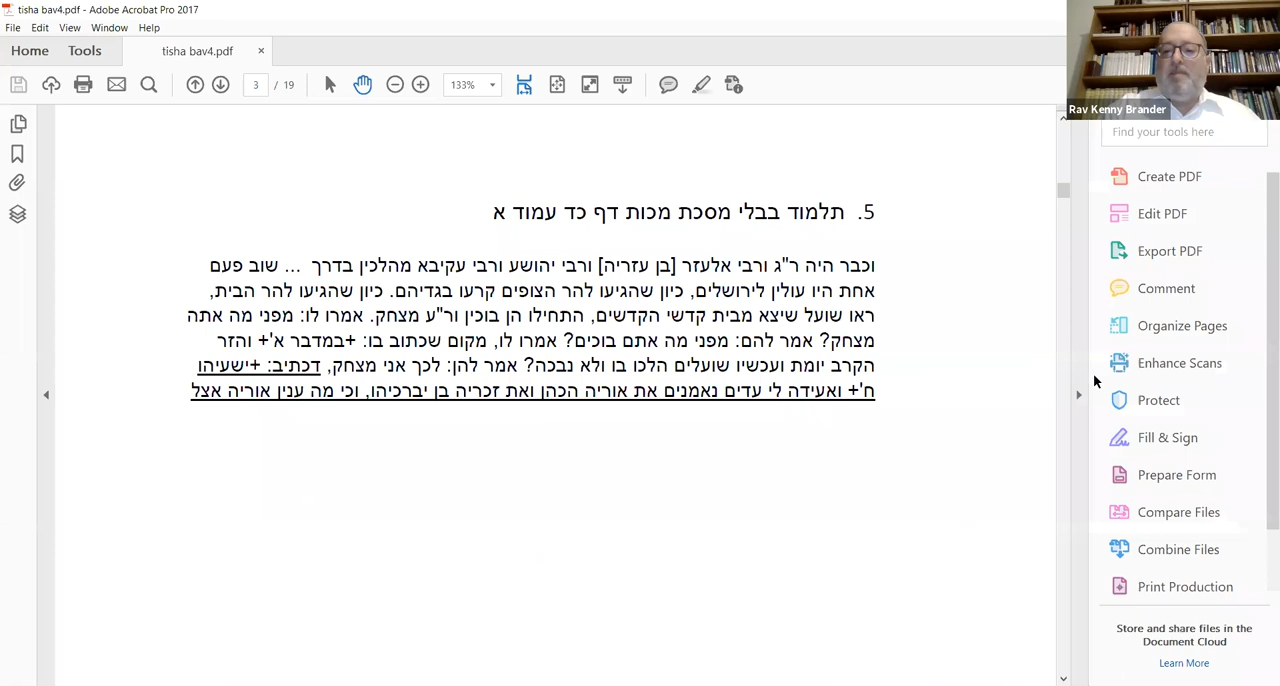 tisha bav4.pdf - Adobe Acrobat Pro 2017
File Edit View Window Help
Home Tools tisha bav4.pdf ×
3 / 19 133%
Rav Kenny Brander
5. תלמוד בבלי מסכת מכות דף כד עמוד א
וכבר היה ר"ג ורבי אלעזר [בן עזריה] ורבי יהושע ורבי עקיבא מהלכין בדרך ... שוב פעם
אחת היו עולין לירושלים, כיון שהגיעו להר הצופים קרעו בגדיהם. כיון שהגיעו להר הבית,
ראו שועל שיצא מבית קדשי הקדשים, התחילו הן בוכין ור"ע מצחק. אמרו לו: מפני מה אתה
מצחק? אמר להם: מפני מה אתם בוכים? אמרו לו, מקום שכתוב בו: +במדבר א'+ והזר
הקרב יומת ועכשיו שועלים הלכו בו ולא נבכה? אמר להן: לכך אני מצחק, דכתיב: +ישעיהו
ח'+ ואעידה לי עדים נאמנים את אוריה הכהן ואת זכריה בן יברכיהו, וכי מה ענין אוריה אצל
Find your tools here
Create PDF
Edit PDF
Export PDF
Comment
Organize Pages
Enhance Scans
Protect
Fill & Sign
Prepare Form
Compare Files
Combine Files
Print Production
Store and share files in the
Document Cloud
Learn More